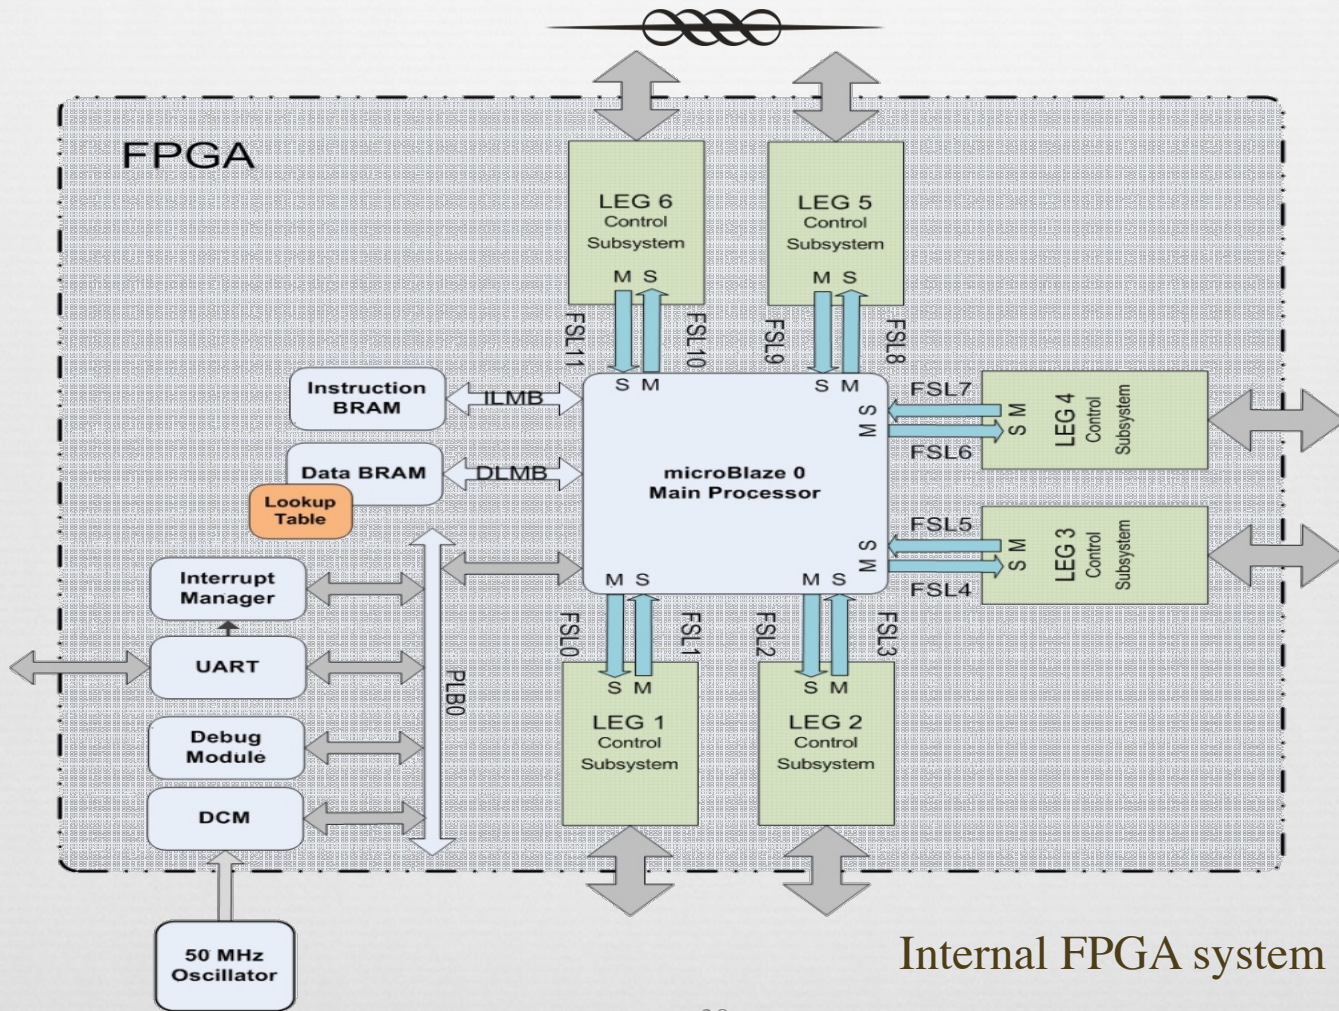 FPGA
LEG 6
Control
Subsystem
M S
LEG 5
Control
Subsystem
M S
FSL11
FSL10
FSL9
FSL8
S M
S M
Instruction
BRAM
ILMB
Data BRAM
DLMB
Lookup
Table
microBlaze 0
Main Processor
FSL7
M S
FSL6
S M
LEG 4
Control
Subsystem
FSL5
M S
FSL4
S M
LEG 3
Control
Subsystem
M S
M S
Interrupt
Manager
UART
Debug
Module
DCM
PLB0
FSL0
FSL1
FSL2
FSL3
S M
LEG 1
Control
Subsystem
S M
LEG 2
Control
Subsystem
50 MHz
Oscillator
Internal FPGA system